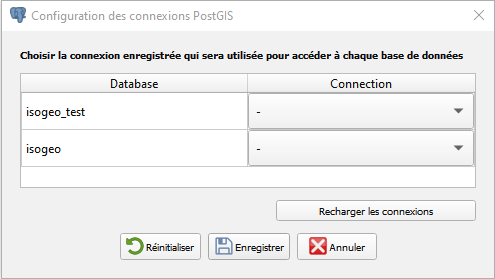 Configuration des connexions PostGIS
Choisir la connexion enregistrée qui sera utilisée pour accéder à chaque base de données
Database Connection
isogeo_test -
isogeo -
Recharger les connexions
Réinitialiser Enregistrer Annuler